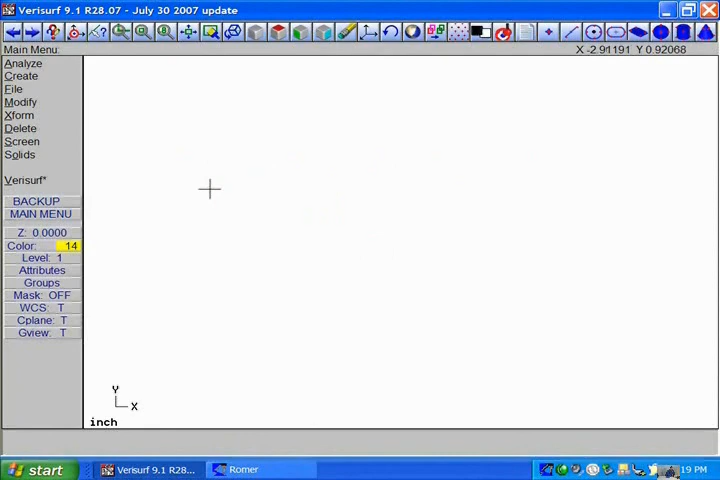 Verisurf 9.1 R28.07 - July 30 2007 update
Main Menu:
X -2.91191 Y 0.92068
Analyze
Create
File
Modify
Xform
Delete
Screen
Solids
Verisurf*
BACKUP
MAIN MENU
Z: 0.0000
Color: 14
Level: 1
Attributes
Groups
Mask: OFF
WCS: T
Cplane: T
Gview: T
Y
X
inch
start
Verisurf 9.1 R28...
Romer
19 PM